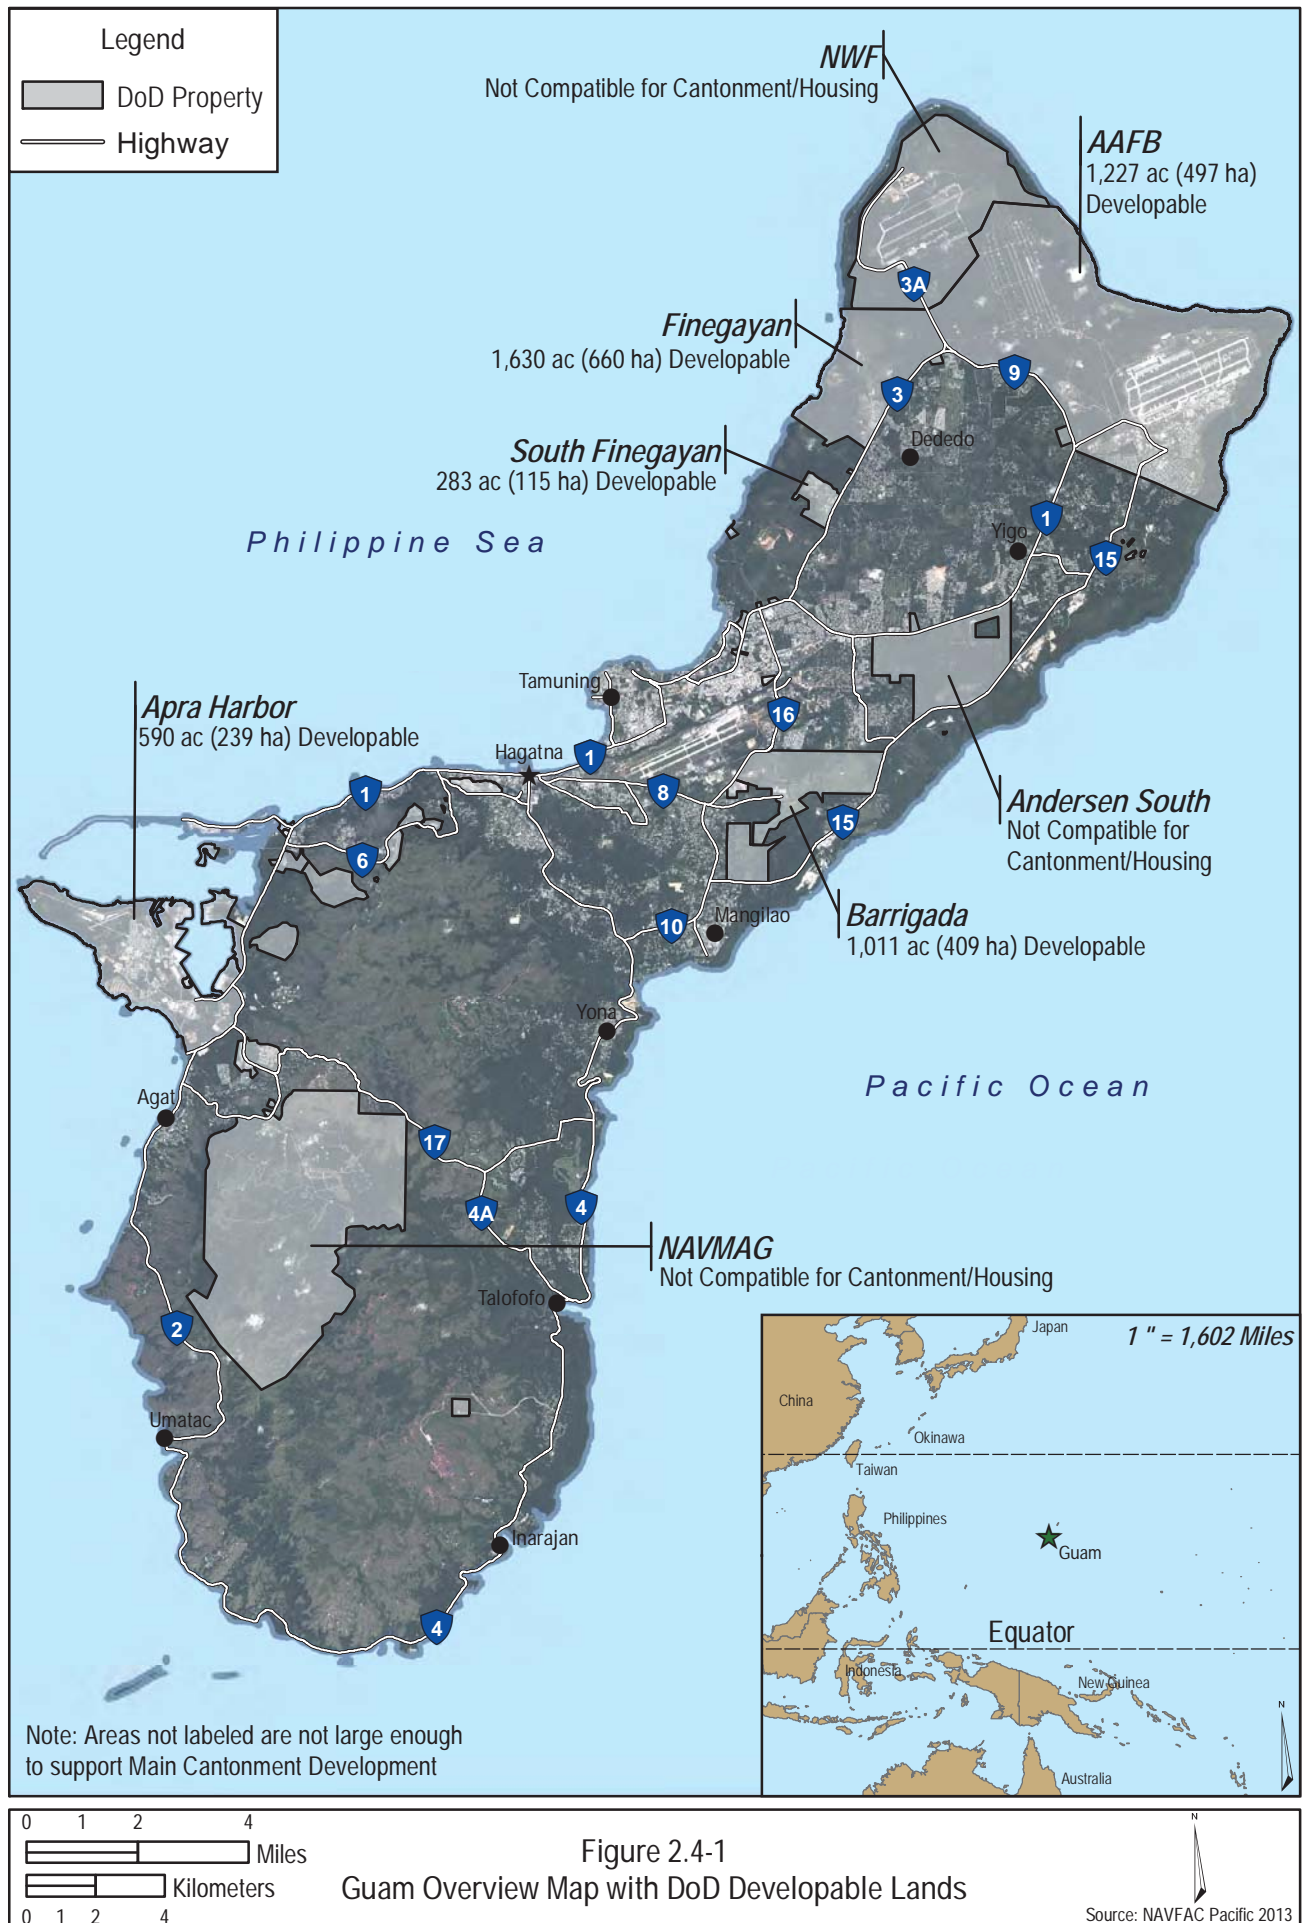 Legend
DoD Property
Highway
NWF
Not Compatible for Cantonment/Housing
AAFB
1,227 ac (497 ha)
Developable
3A
Finegayan
1,630 ac (660 ha) Developable
9
3
Dededo
South Finegayan
283 ac (115 ha) Developable
1
Yigo
15
Philippine Sea
Tamuning
16
Apra Harbor
590 ac (239 ha) Developable
Hagatna
1
1
8
Andersen South
Not Compatible for
Cantonment/Housing
15
6
Barrigada
1,011 ac (409 ha) Developable
10
Mangilao
Yona
Pacific Ocean
Agat
17
4A
4
NAVMAG
Not Compatible for Cantonment/Housing
Talofofo
2
Umatac
Inarajan
4
1 " = 1,602 Miles
Japan
China
Okinawa
Taiwan
Philippines
Guam
Equator
Indonesia
New Guinea
Australia
N
Note: Areas not labeled are not large enough
to support Main Cantonment Development
0 1 2 4
Miles
Kilometers
0 1 2 4
Figure 2.4-1
Guam Overview Map with DoD Developable Lands
N
Source: NAVFAC Pacific 2013